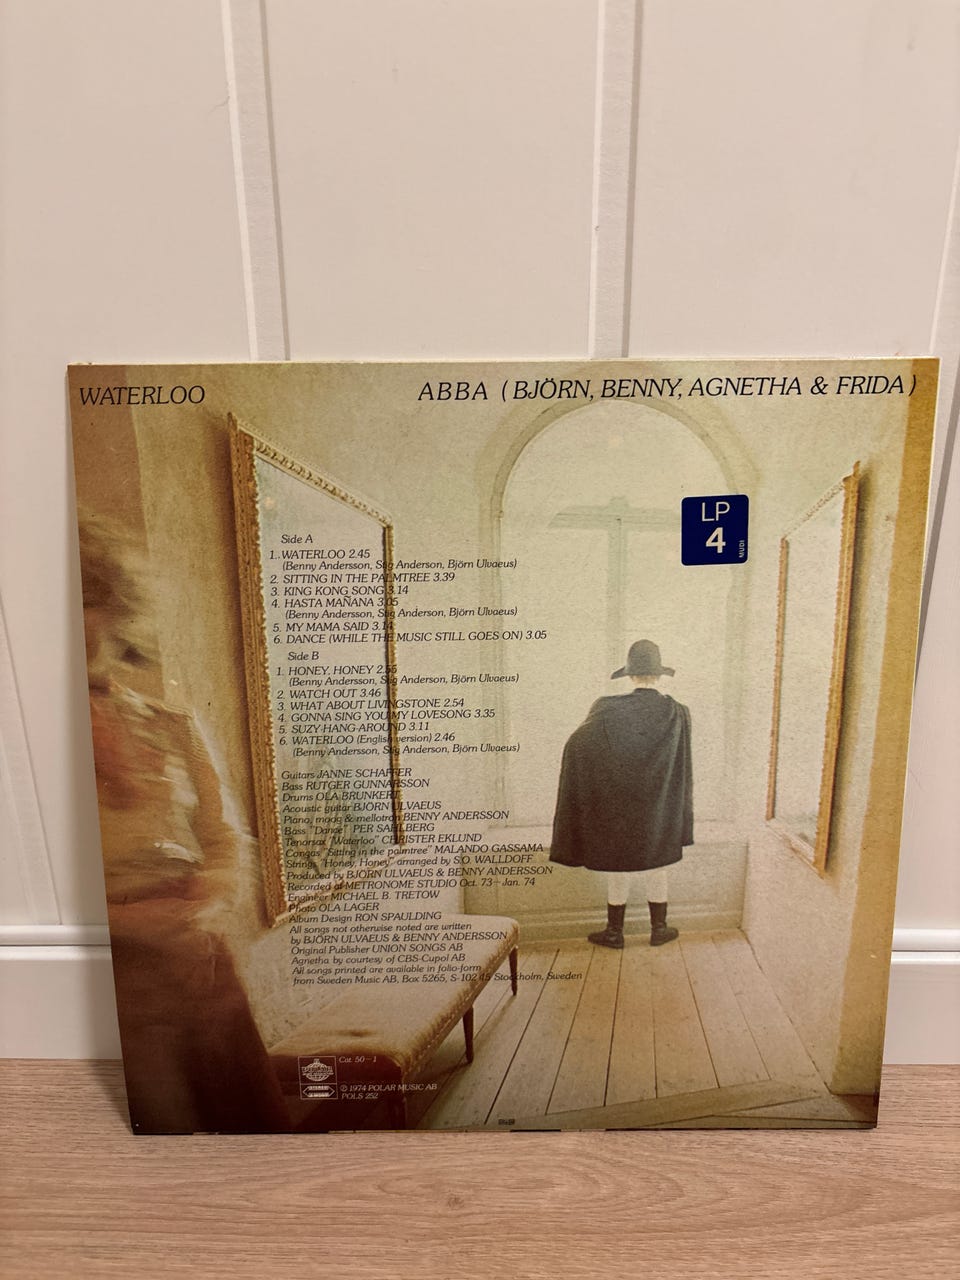 WATERLOO
ABBA (BJÖRN, BENNY, AGNETHA & FRIDA)
LP
4
MUDI
Side A
1. WATERLOO 2.45
(Benny Andersson, Stig Anderson, Björn Ulvaeus)
2. SITTING IN THE PALMTREE 3.39
3. KING KONG SONG 3.14
4. HASTA MAÑANA 3.05
(Benny Andersson, Stig Anderson, Björn Ulvaeus)
5. MY MAMA SAID 3.14
6. DANCE (WHILE THE MUSIC STILL GOES ON) 3.05
Side B
1. HONEY, HONEY 2.55
(Benny Andersson, Stig Anderson, Björn Ulvaeus)
2. WATCH OUT 3.46
3. WHAT ABOUT LIVINGSTONE 2.54
4. GONNA SING YOU MY LOVESONG 3.35
5. SUZY-HANG-AROUND 3.11
6. WATERLOO (English version) 2.46
(Benny Andersson, Stig Anderson, Björn Ulvaeus)
Guitars JANNE SCHAFFER
Bass RUTGER GUNNARSSON
Drums OLA BRUNKERT
Acoustic guitar BJÖRN ULVAEUS
Piano, moog & mellotron BENNY ANDERSSON
Bass "Dance" PER SAHLBERG
Tenorsax "Waterloo" CHRISTER EKLUND
Congas "Sitting in the palmtree" MALANDO GASSAMA
Strings "Honey, Honey" arranged by S.O. WALLDOFF
Produced by BJÖRN ULVAEUS & BENNY ANDERSSON
Recorded at METRONOME STUDIO Oct. 73–Jan. 74
Engineer MICHAEL B. TRETOW
Photo OLA LAGER
Album Design RON SPAULDING
All songs not otherwise noted are written
by BJÖRN ULVAEUS & BENNY ANDERSSON
Original Publisher UNION SONGS AB
Agnetha by courtesy of CBS-Cupol AB
All songs printed are available in folio-form
from Sweden Music AB, Box 5265, S-102 45 Stockholm, Sweden
Cat. 50–1
STEREO
℗ 1974 POLAR MUSIC AB
POLS 252